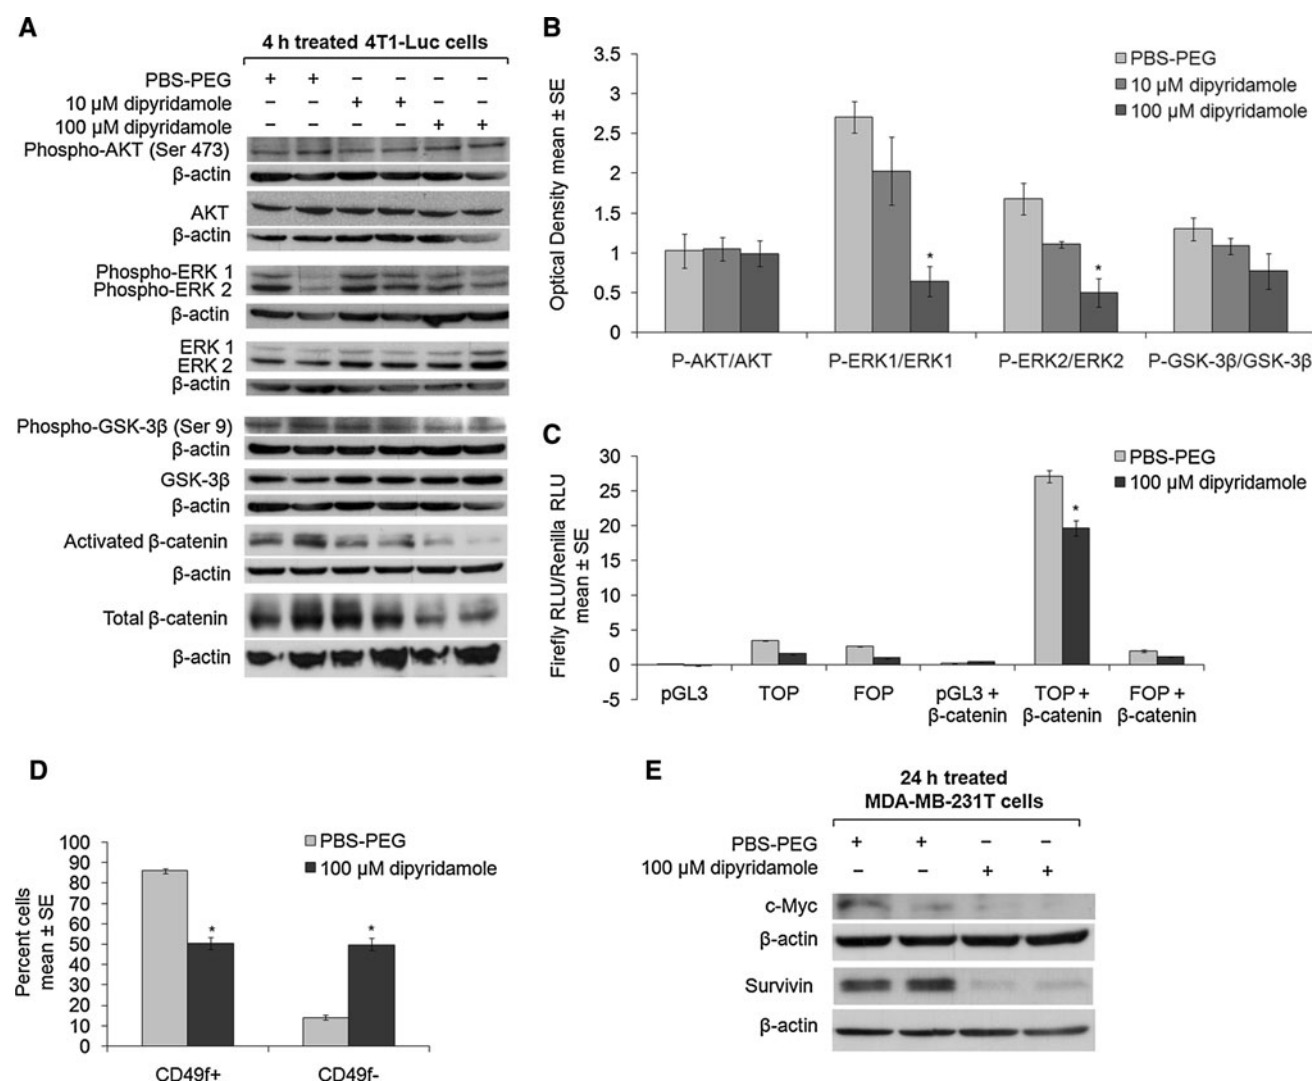 A
4 h treated 4T1-Luc cells
PBS-PEG + + − − − −
10 µM dipyridamole − − + + − −
100 µM dipyridamole − − − − + +
Phospho-AKT (Ser 473)
β-actin
AKT
β-actin
Phospho-ERK 1
Phospho-ERK 2
β-actin
ERK 1
ERK 2
β-actin
Phospho-GSK-3β (Ser 9)
β-actin
GSK-3β
β-actin
Activated β-catenin
β-actin
Total β-catenin
β-actin
B
Optical Density mean ± SE
3.5
3
2.5
2
1.5
1
0.5
0
PBS-PEG
10 µM dipyridamole
100 µM dipyridamole
*
*
P-AKT/AKT P-ERK1/ERK1 P-ERK2/ERK2 P-GSK-3β/GSK-3β
C
Firefly RLU/Renilla RLU
mean ± SE
30
25
20
15
10
5
0
-5
PBS-PEG
100 µM dipyridamole
*
pGL3 TOP FOP pGL3 + TOP + FOP +
β-catenin β-catenin β-catenin
D
Percent cells
mean ± SE
100
90
80
70
60
50
40
30
20
10
0
PBS-PEG
100 µM dipyridamole
* *
CD49f+ CD49f-
E
24 h treated
MDA-MB-231T cells
PBS-PEG + + − −
100 µM dipyridamole − − + +
c-Myc
β-actin
Survivin
β-actin